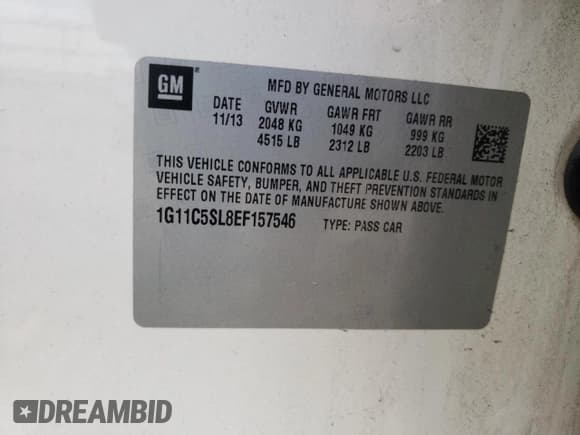 GM ®
MFD BY GENERAL MOTORS LLC
DATE GVWR GAWR FRT GAWR RR
11/13 2048 KG 1049 KG 999 KG
4515 LB 2312 LB 2203 LB
THIS VEHICLE CONFORMS TO ALL APPLICABLE U.S. FEDERAL MOTOR
VEHICLE SAFETY, BUMPER, AND THEFT PREVENTION STANDARDS IN
EFFECT ON THE DATE OF MANUFACTURE SHOWN ABOVE.
1G11C5SL8EF157546 TYPE: PASS CAR
DREAMBID